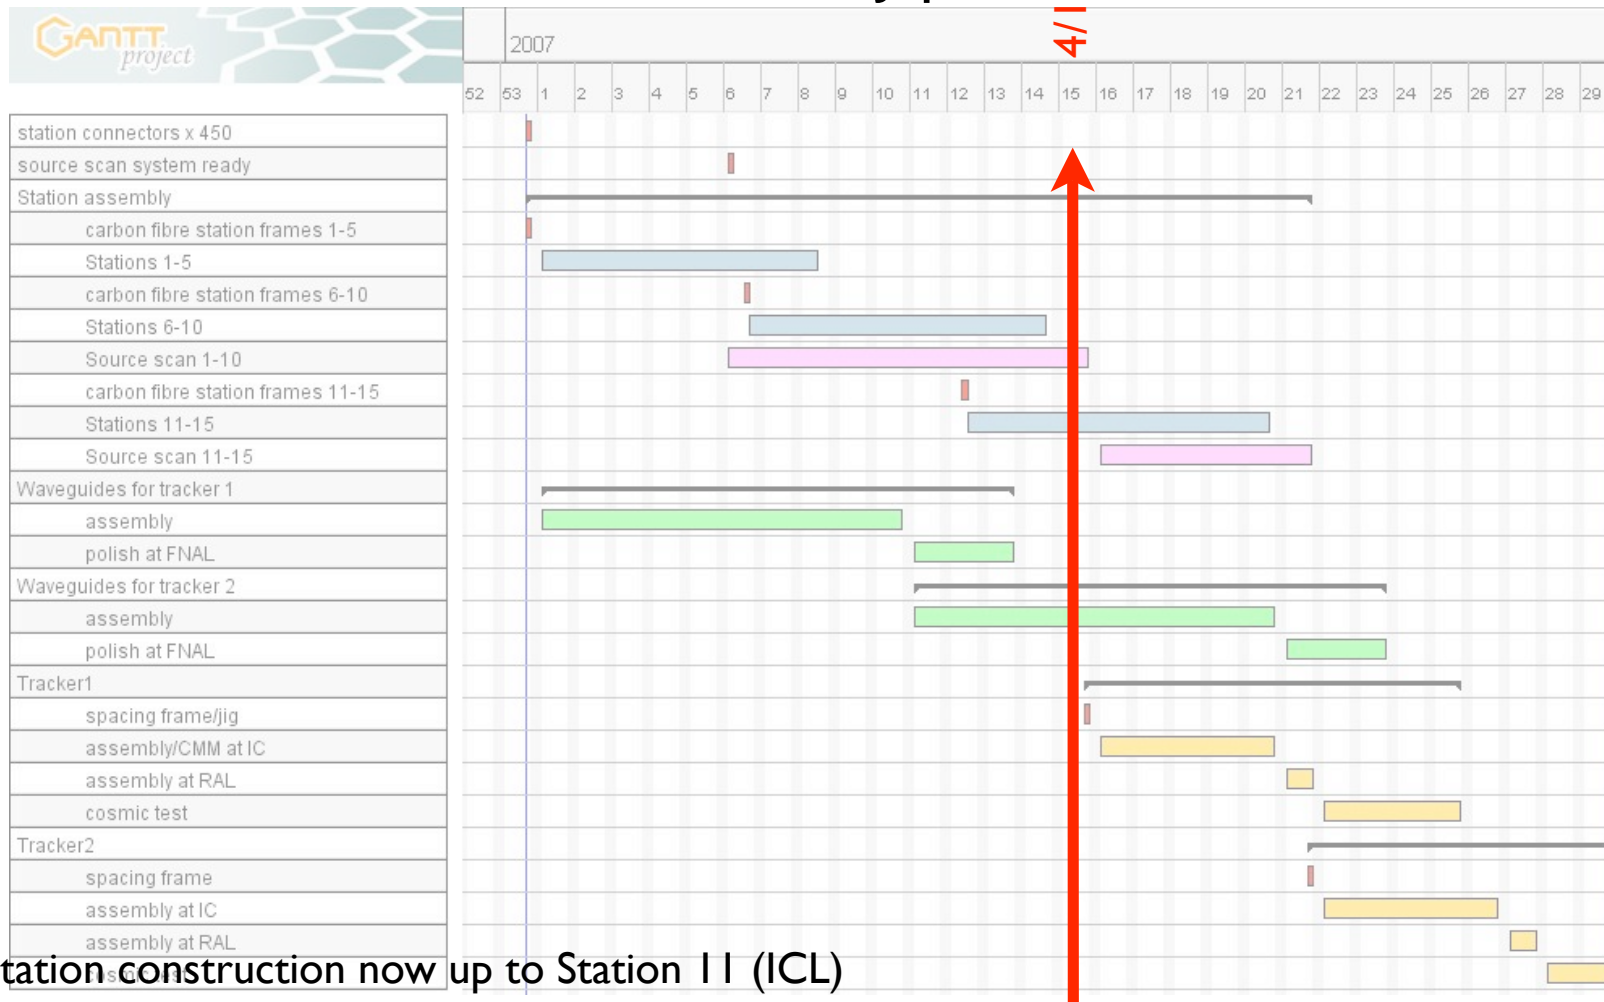 GANTT
project
2007
4/
52 53 1 2 3 4 5 6 7 8 9 10 11 12 13 14 15 16 17 18 19 20 21 22 23 24 25 26 27 28 29
station connectors x 450
source scan system ready
Station assembly
carbon fibre station frames 1-5
Stations 1-5
carbon fibre station frames 6-10
Stations 6-10
Source scan 1-10
carbon fibre station frames 11-15
Stations 11-15
Source scan 11-15
Waveguides for tracker 1
assembly
polish at FNAL
Waveguides for tracker 2
assembly
polish at FNAL
Tracker1
spacing frame/jig
assembly/CMM at IC
assembly at RAL
cosmic test
Tracker2
spacing frame
assembly at IC
assembly at RAL
cosmic test
tation construction now up to Station 11 (ICL)